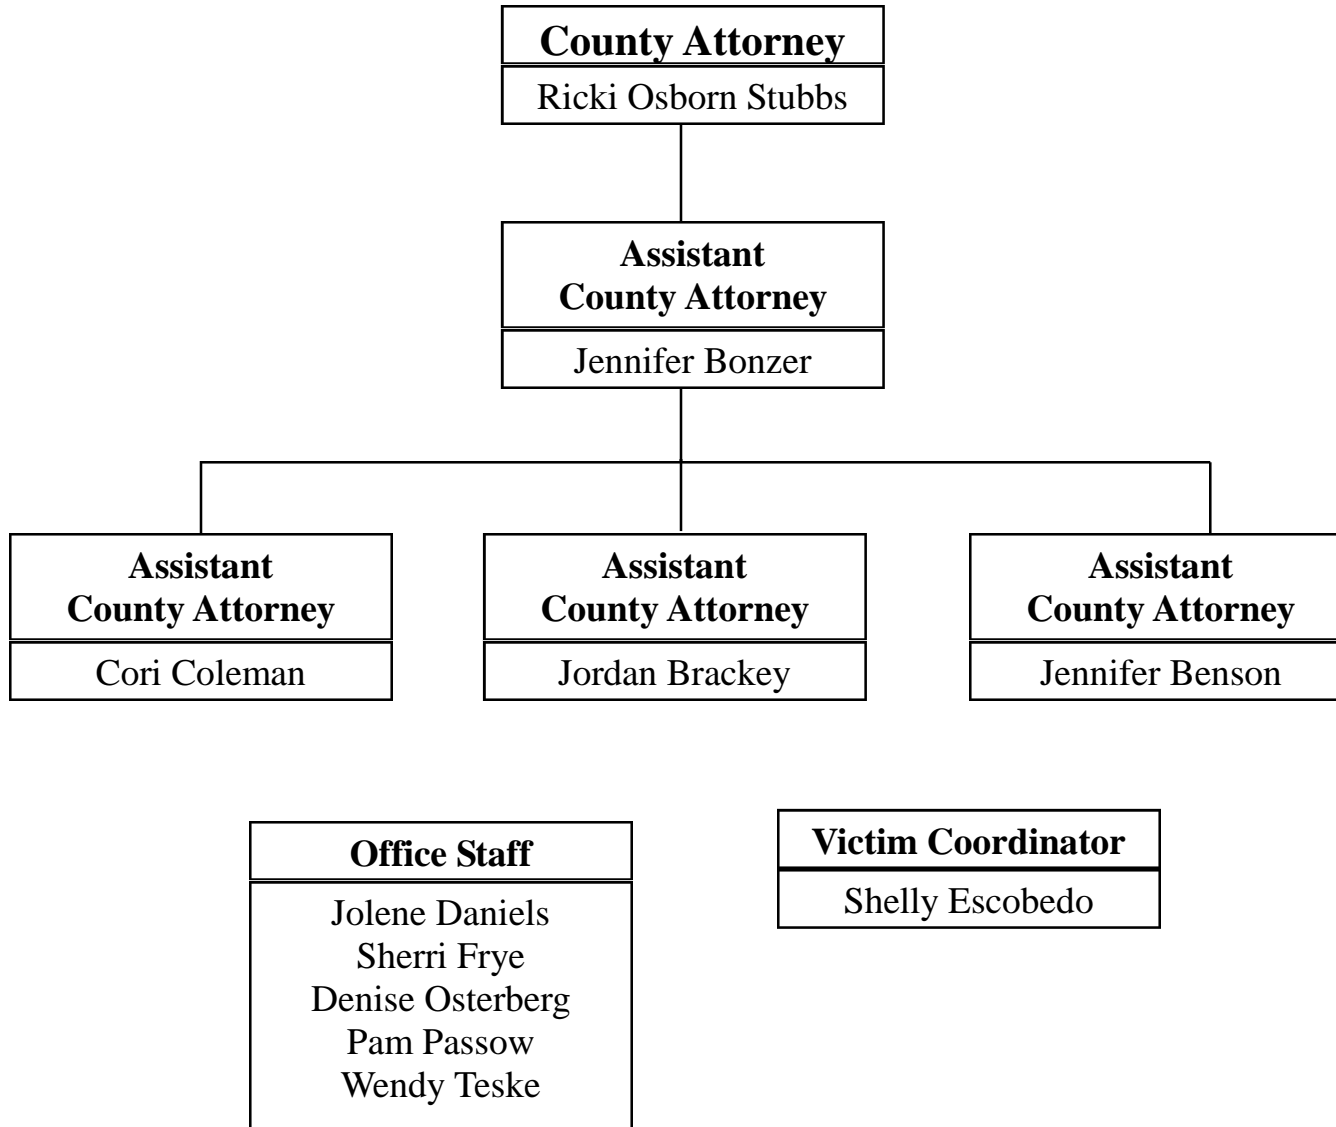 County Attorney
Ricki Osborn Stubbs
Assistant
County Attorney
Jennifer Bonzer
Assistant
County Attorney
Cori Coleman
Assistant
County Attorney
Jordan Brackey
Assistant
County Attorney
Jennifer Benson
Office Staff
Jolene Daniels
Sherri Frye
Denise Osterberg
Pam Passow
Wendy Teske
Victim Coordinator
Shelly Escobedo